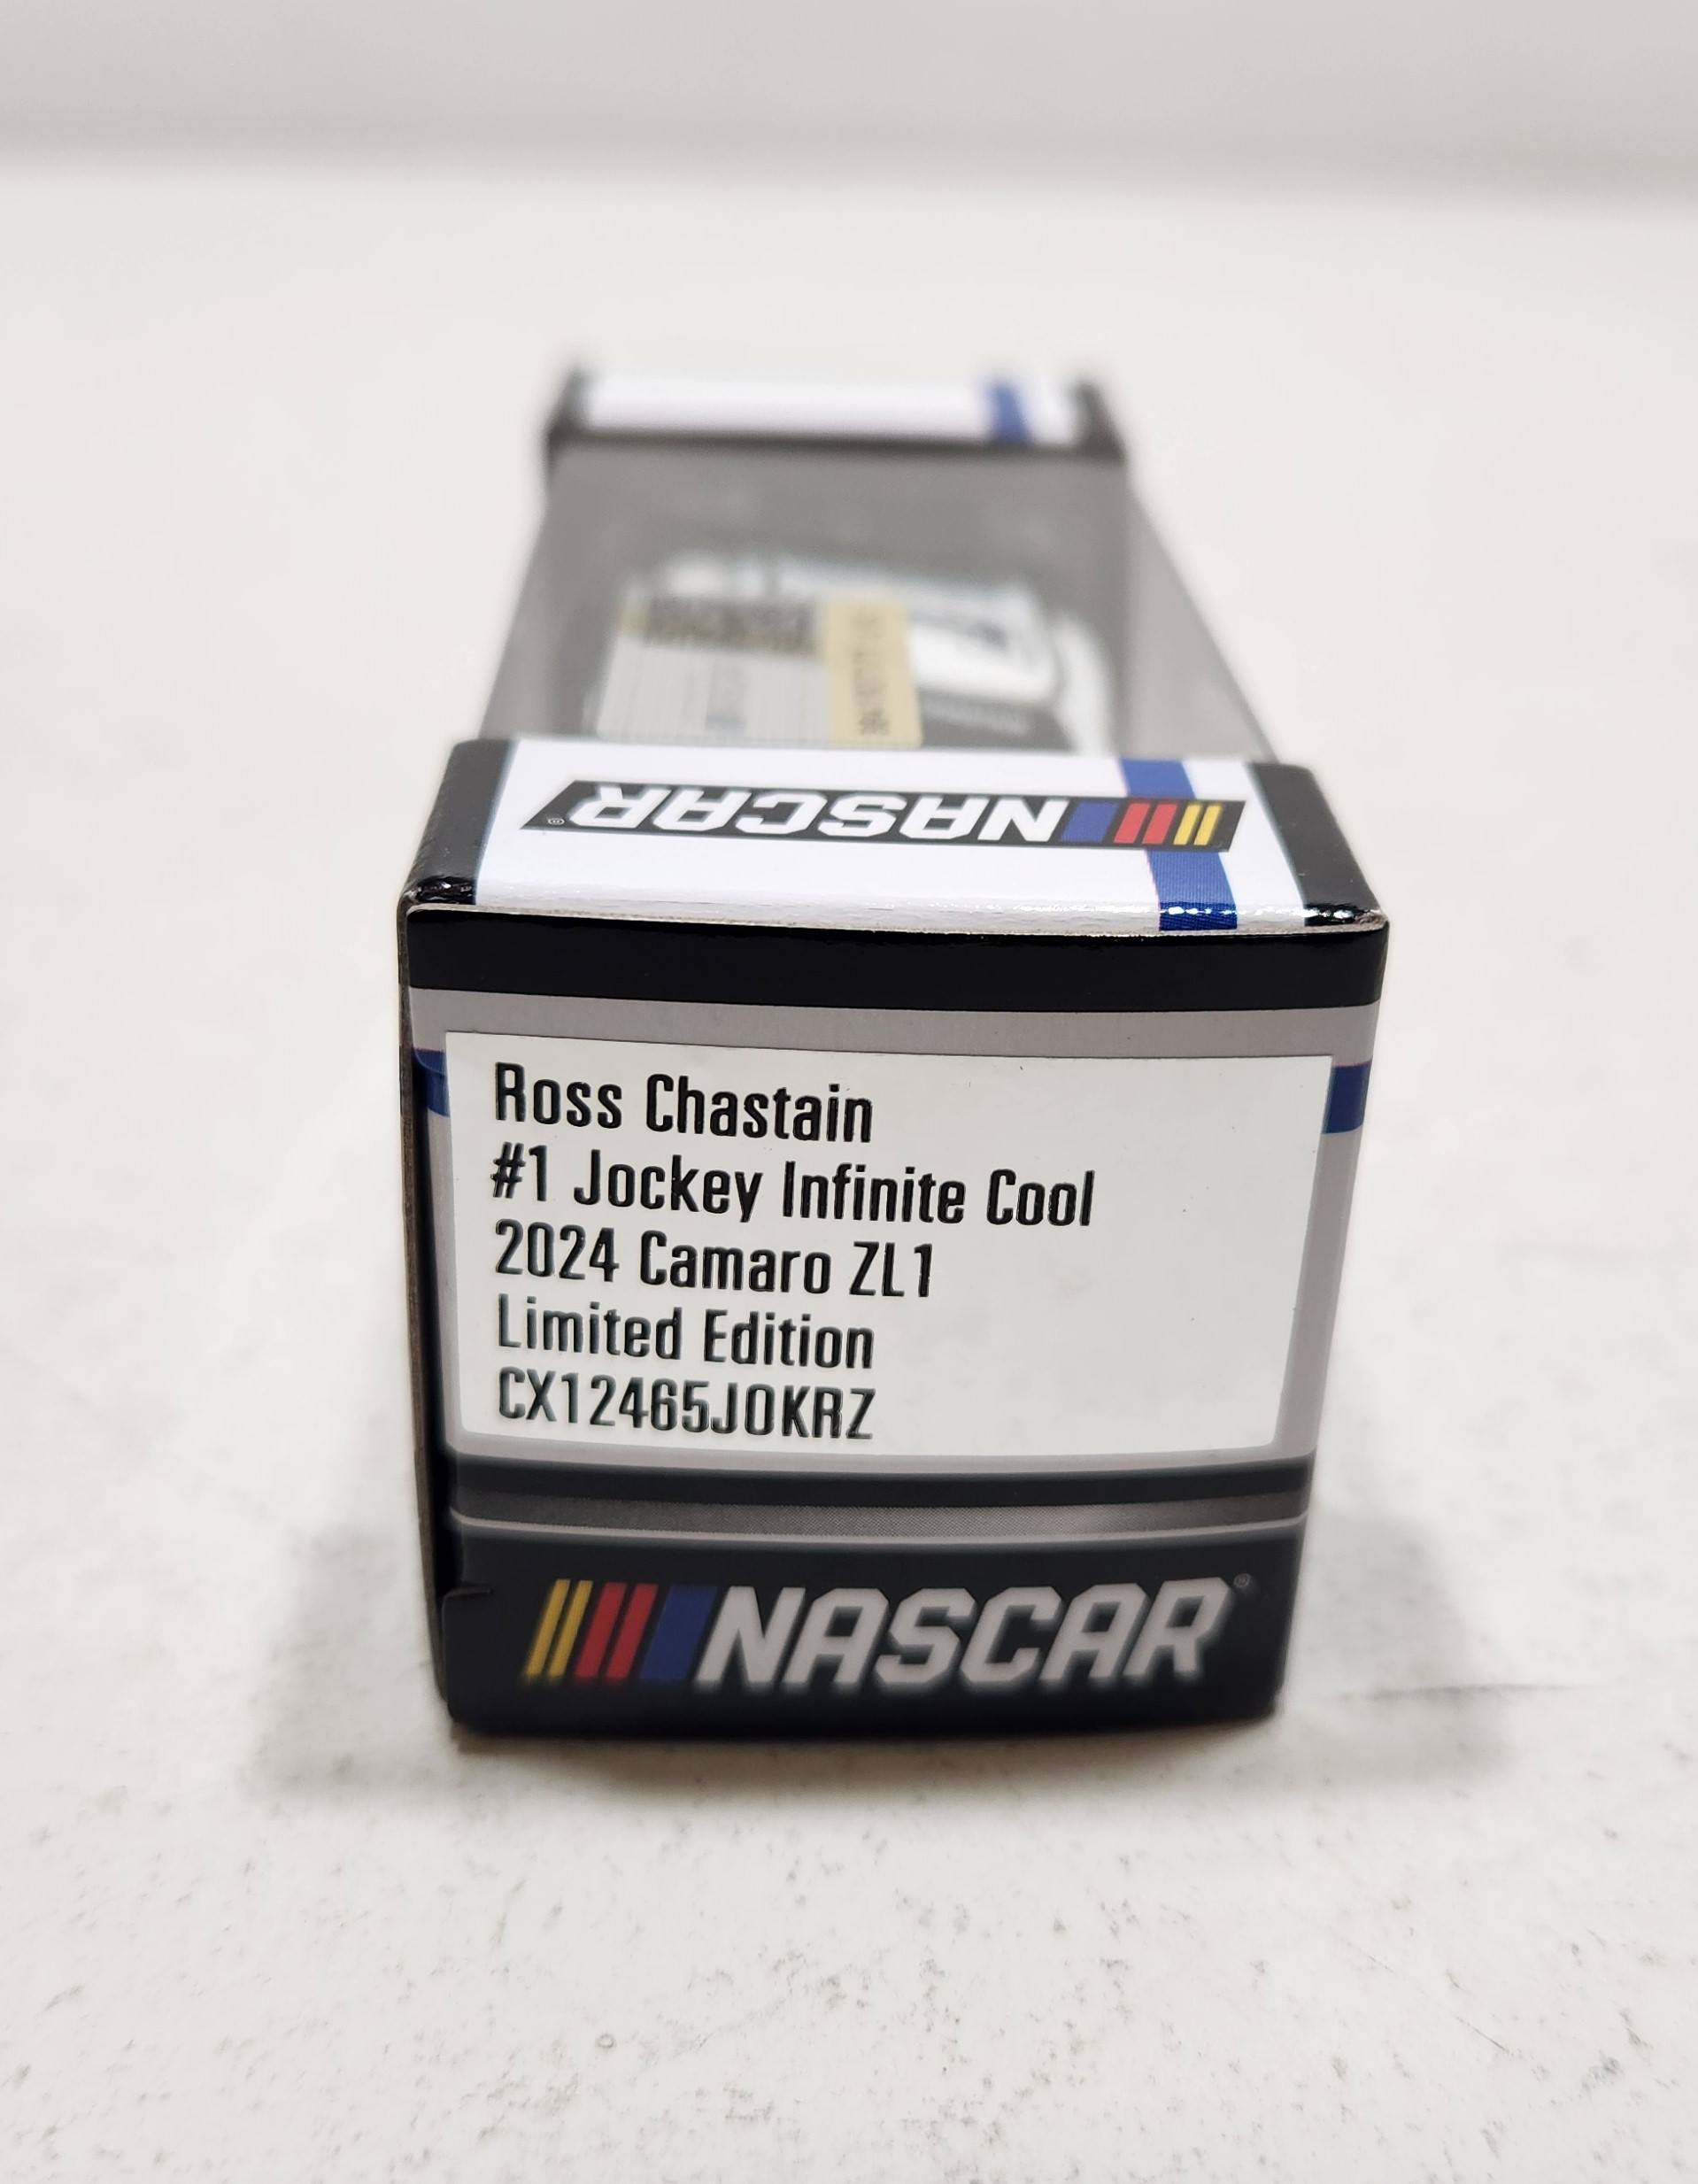 NASCAR
Ross Chastain
#1 Jockey Infinite Cool
2024 Camaro ZL1
Limited Edition
CX12465JOKRZ
NASCAR